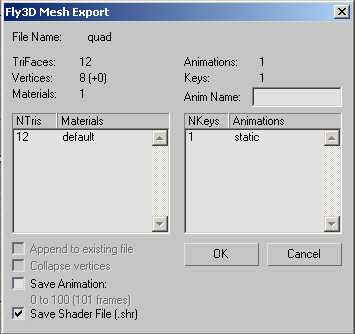 Fly3D Mesh Export
File Name: quad
TriFaces: 12
Vertices: 8 (+0)
Materials: 1
Animations: 1
Keys: 1
Anim Name:
NTris Materials
12 default
NKeys Animations
1 static
Append to existing file
Collapse vertices
Save Animation:
0 to 100 (101 frames)
Save Shader File (.shr)
OK Cancel